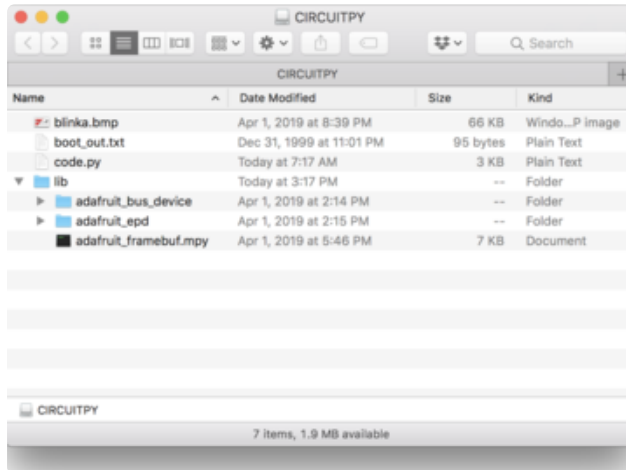 CIRCUITPY
Search
CIRCUITPY
Name Date Modified Size Kind
blinka.bmp Apr 1, 2019 at 8:39 PM 66 KB Windo...P image
boot_out.txt Dec 31, 1999 at 11:01 PM 95 bytes Plain Text
code.py Today at 7:17 AM 3 KB Plain Text
lib Today at 3:17 PM -- Folder
adafruit_bus_device Apr 1, 2019 at 2:14 PM -- Folder
adafruit_epd Apr 1, 2019 at 2:15 PM -- Folder
adafruit_framebuf.mpy Apr 1, 2019 at 5:46 PM 7 KB Document
CIRCUITPY
7 items, 1.9 MB available